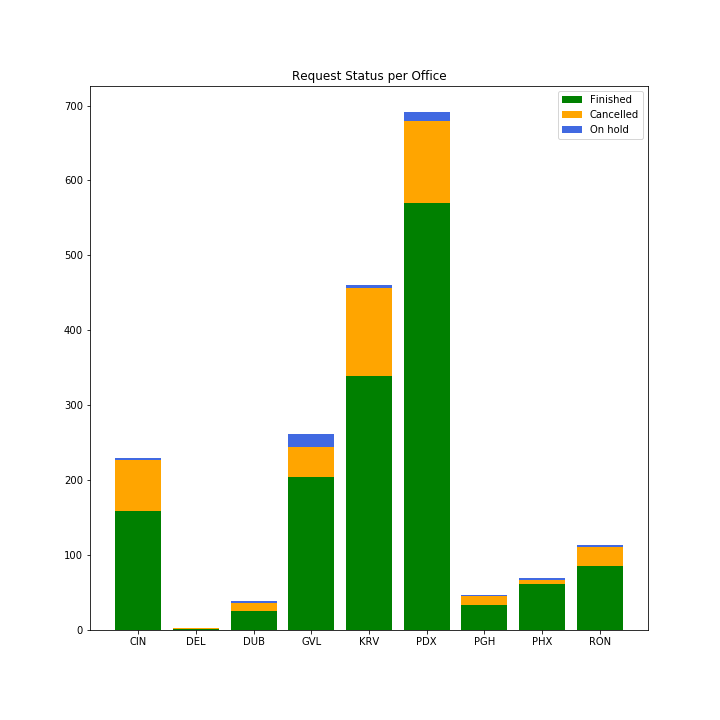 Request Status per Office
Finished
Cancelled
On hold
700
600
500
400
300
200
100
0
CIN DEL DUB GVL KRV PDX PGH PHX RON